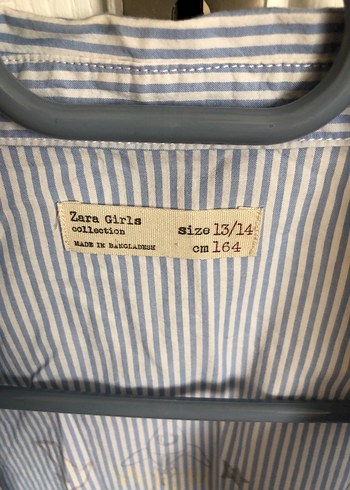 Zara Girls
collection
size 13/14
MADE IN BANGLADESH
cm 164